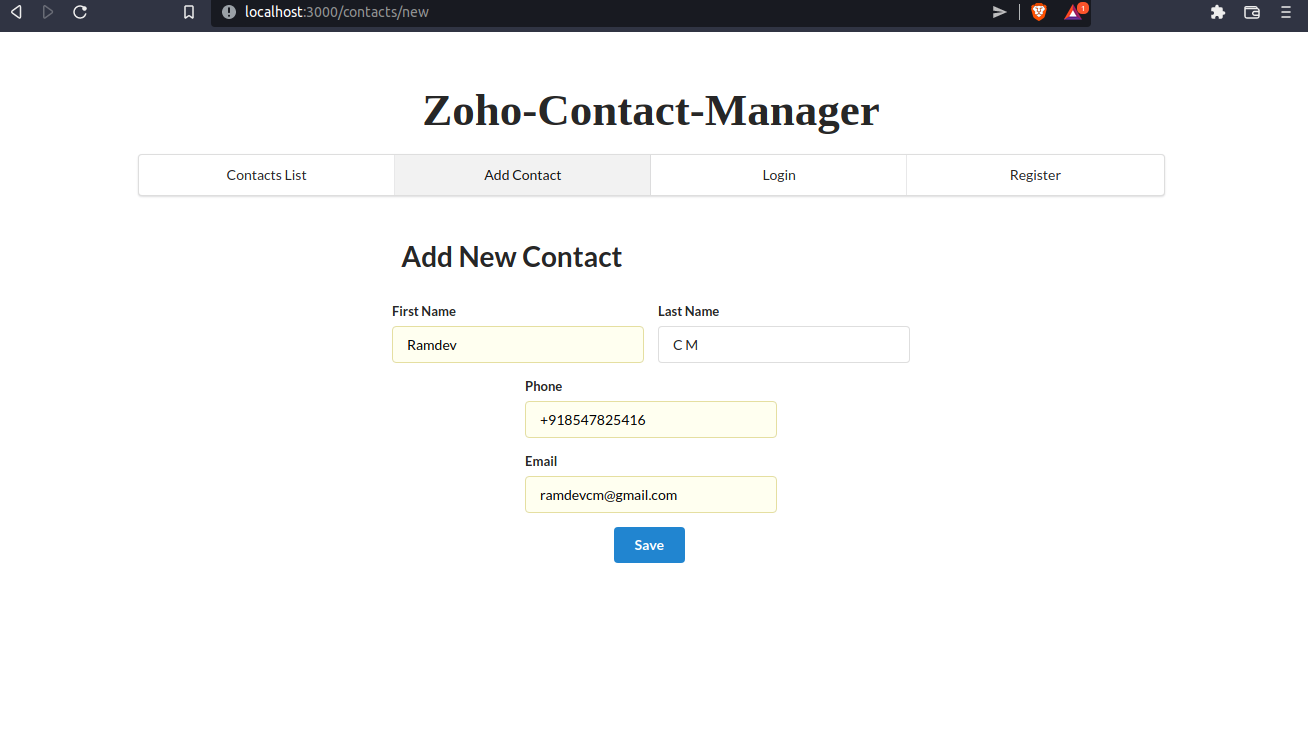 localhost:3000/contacts/new
1
Zoho-Contact-Manager
Contacts List Add Contact Login Register
Add New Contact
First Name Last Name
Ramdev C M
Phone
+918547825416
Email
ramdevcm@gmail.com
Save